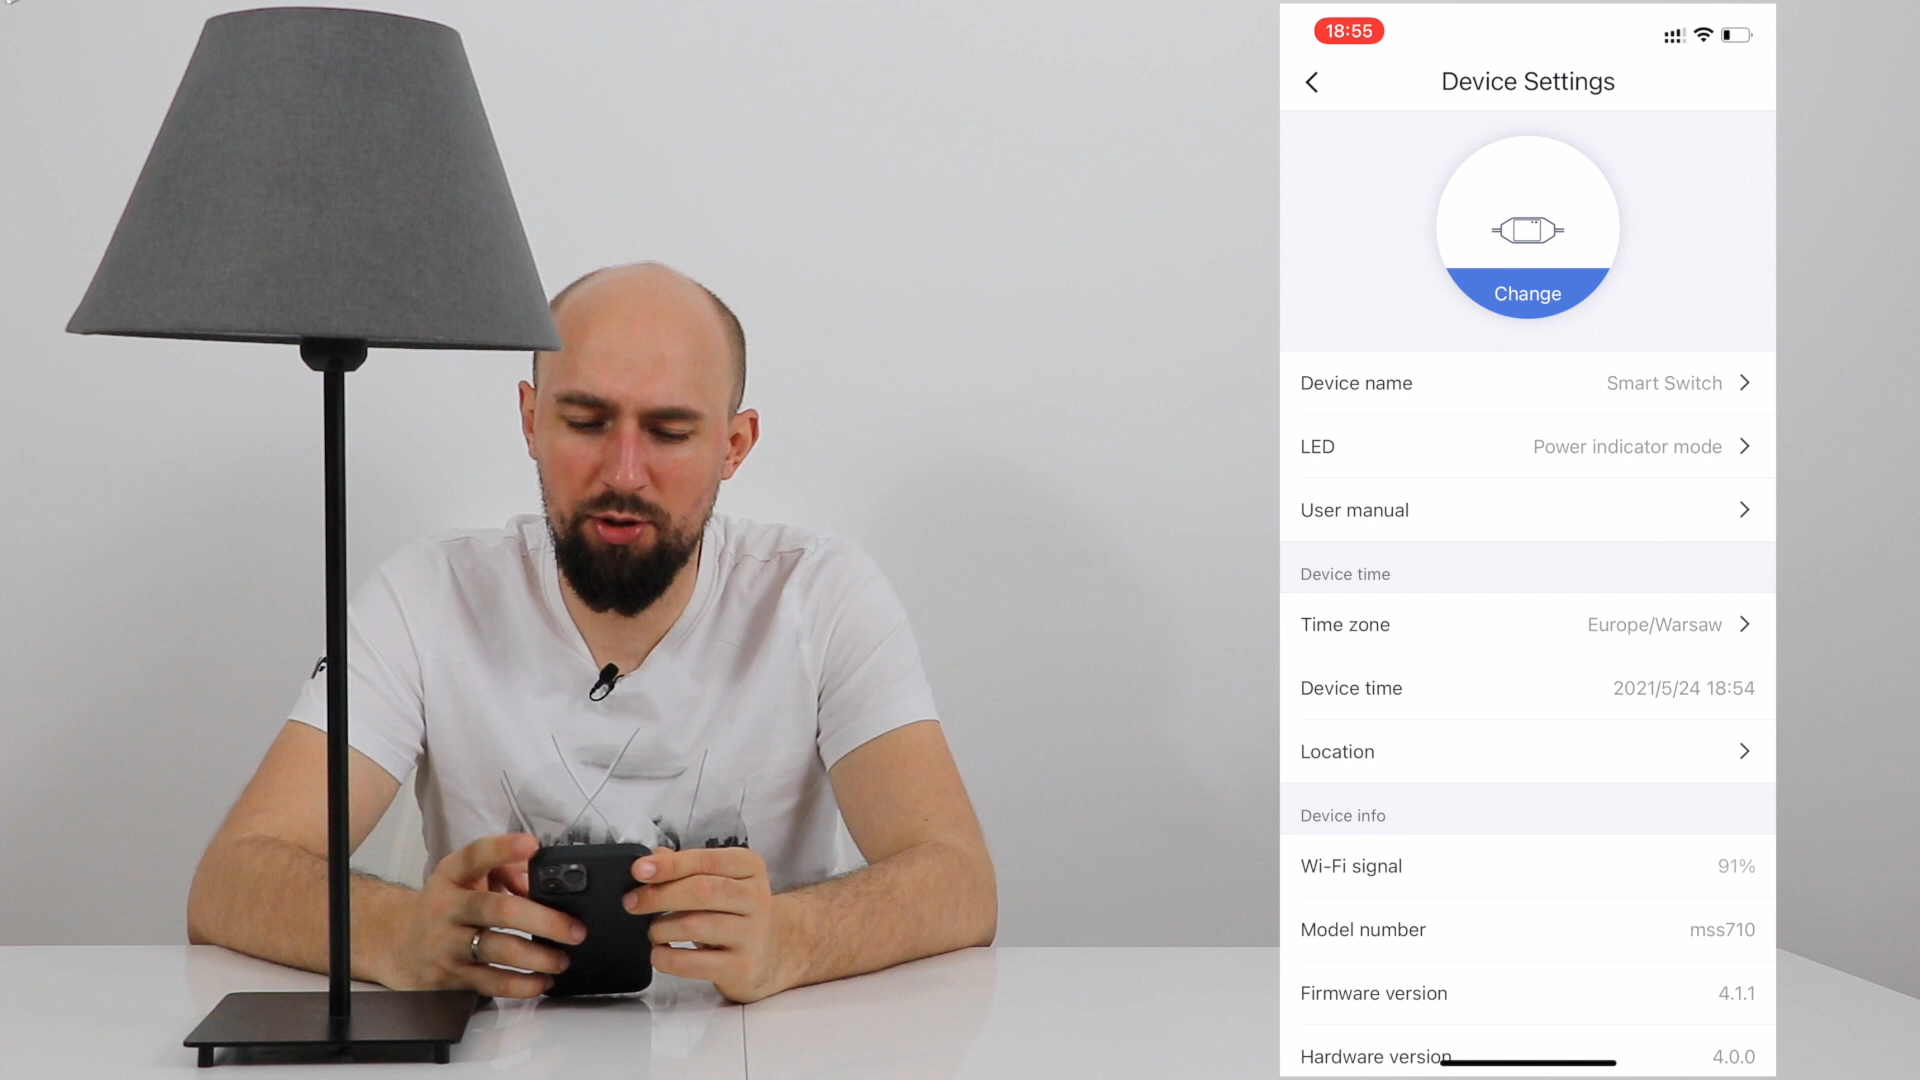 18:55
Device Settings
Change
Device name Smart Switch
LED Power indicator mode
User manual
Device time
Time zone Europe/Warsaw
Device time 2021/5/24 18:54
Location
Device info
Wi-Fi signal 91%
Model number mss710
Firmware version 4.1.1
Hardware version 4.0.0